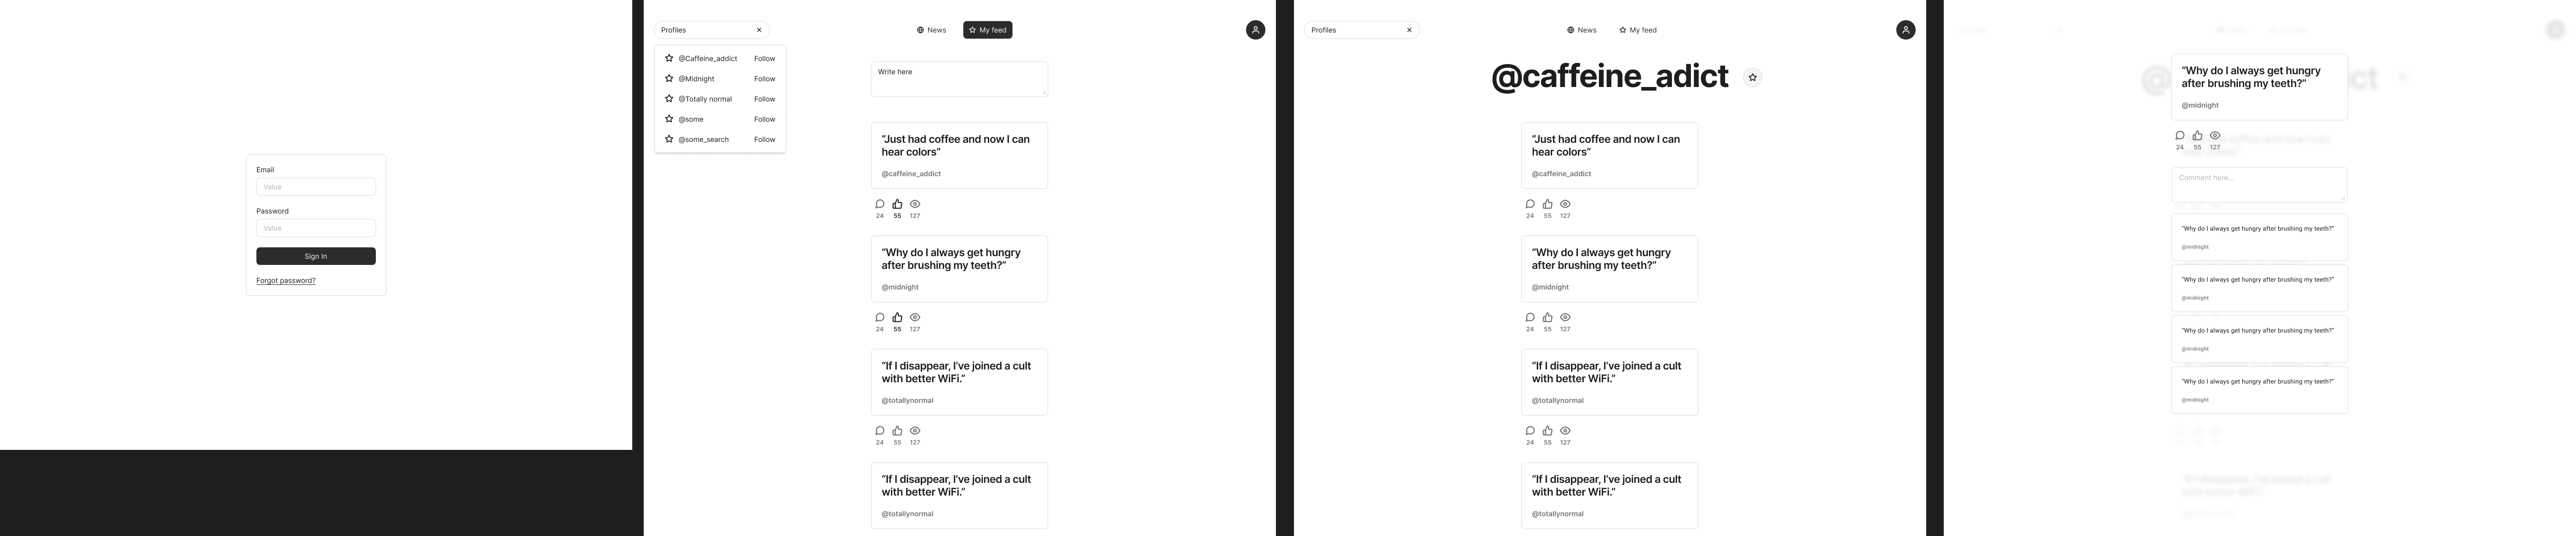 Email
Value
Password
Value
Sign In
Forgot password?
Profiles
News
My feed
@Caffeine_addict Follow
@Midnight Follow
@Totally normal Follow
@some Follow
@some_search Follow
Write here
“Just had coffee and now I can
hear colors”
@caffeine_addict
24 55 127
“Why do I always get hungry
after brushing my teeth?”
@midnight
24 55 127
“If I disappear, I’ve joined a cult
with better WiFi.”
@totallynormal
24 55 127
“If I disappear, I’ve joined a cult
with better WiFi.”
@totallynormal
Profiles
News
My feed
@caffeine_adict
“Just had coffee and now I can
hear colors”
@caffeine_addict
24 55 127
“Why do I always get hungry
after brushing my teeth?”
@midnight
24 55 127
“If I disappear, I’ve joined a cult
with better WiFi.”
@totallynormal
24 55 127
“If I disappear, I’ve joined a cult
with better WiFi.”
@totallynormal
“Why do I always get hungry
after brushing my teeth?”
@midnight
24 55 127
Comment here...
“Why do I always get hungry after brushing my teeth?”
@midnight
“Why do I always get hungry after brushing my teeth?”
@midnight
“Why do I always get hungry after brushing my teeth?”
@midnight
“Why do I always get hungry after brushing my teeth?”
@midnight